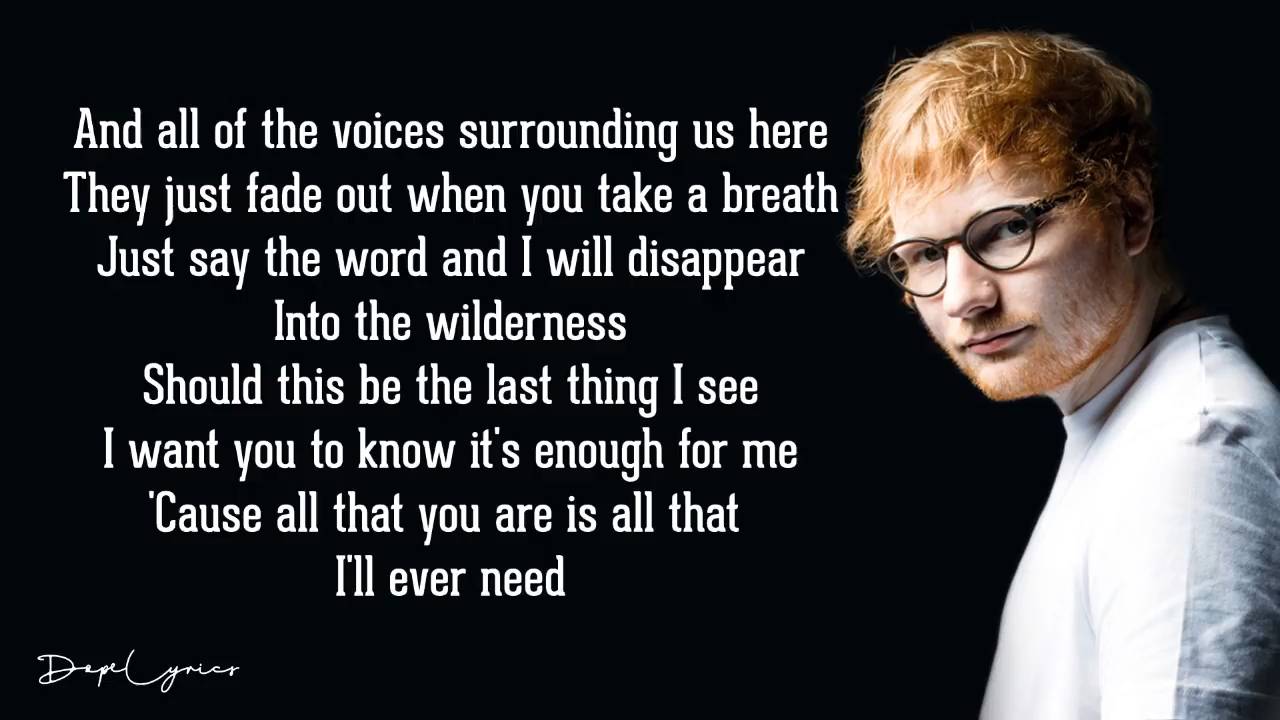 And all of the voices surrounding us here
They just fade out when you take a breath
Just say the word and I will disappear
Into the wilderness
Should this be the last thing I see
I want you to know it's enough for me
'Cause all that you are is all that
I'll ever need
DopeLyrics